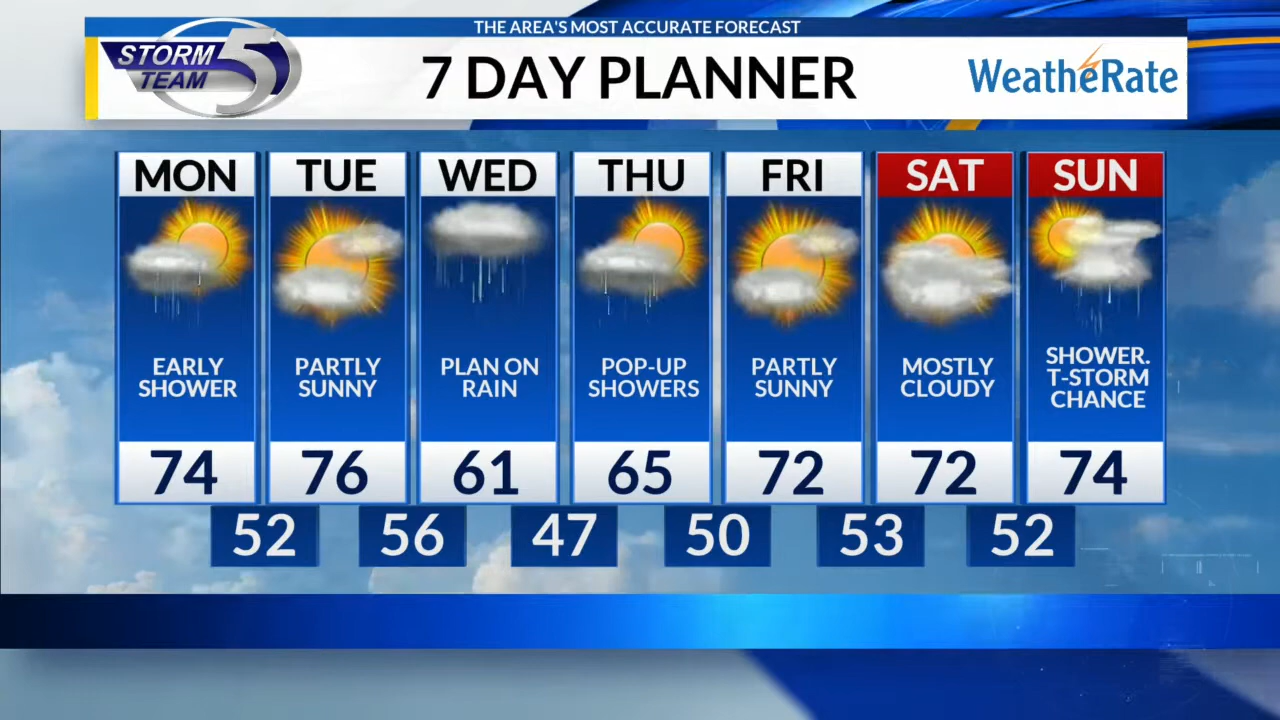 THE AREA'S MOST ACCURATE FORECAST
STORM
TEAM
5
7 DAY PLANNER
WeatheRate
MON TUE WED THU FRI SAT SUN
EARLY
SHOWER
PARTLY
SUNNY
PLAN ON
RAIN
POP-UP
SHOWERS
PARTLY
SUNNY
MOSTLY
CLOUDY
SHOWER.
T-STORM
CHANCE
74 76 61 65 72 72 74
52 56 47 50 53 52